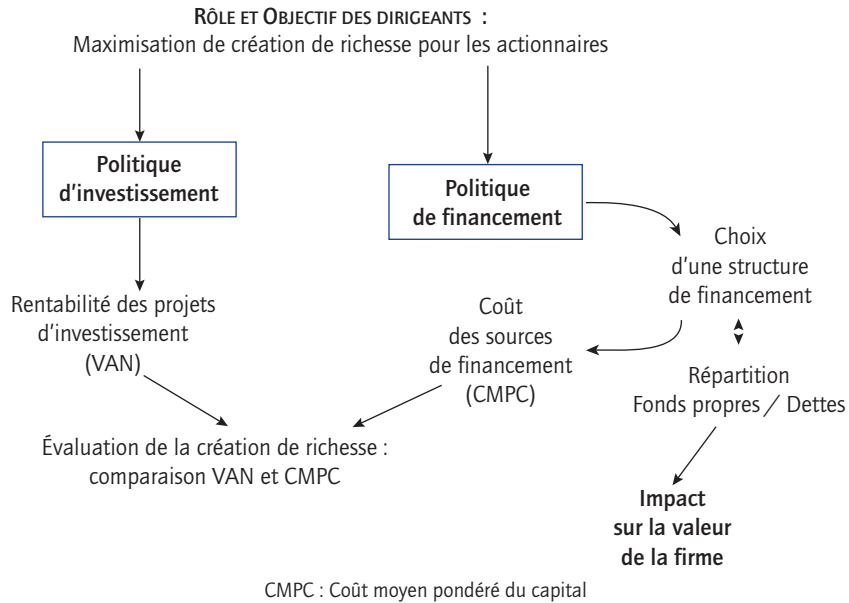 RÔLE ET OBJECTIF DES DIRIGEANTS :
Maximisation de création de richesse pour les actionnaires
Politique
d'investissement
Politique
de financement
Choix
d'une structure
de financement
Rentabilité des projets
d'investissement
(VAN)
Coût
des sources
de financement
(CMPC)
Répartition
Fonds propres / Dettes
Évaluation de la création de richesse :
comparaison VAN et CMPC
Impact
sur la valeur
de la firme
CMPC : Coût moyen pondéré du capital